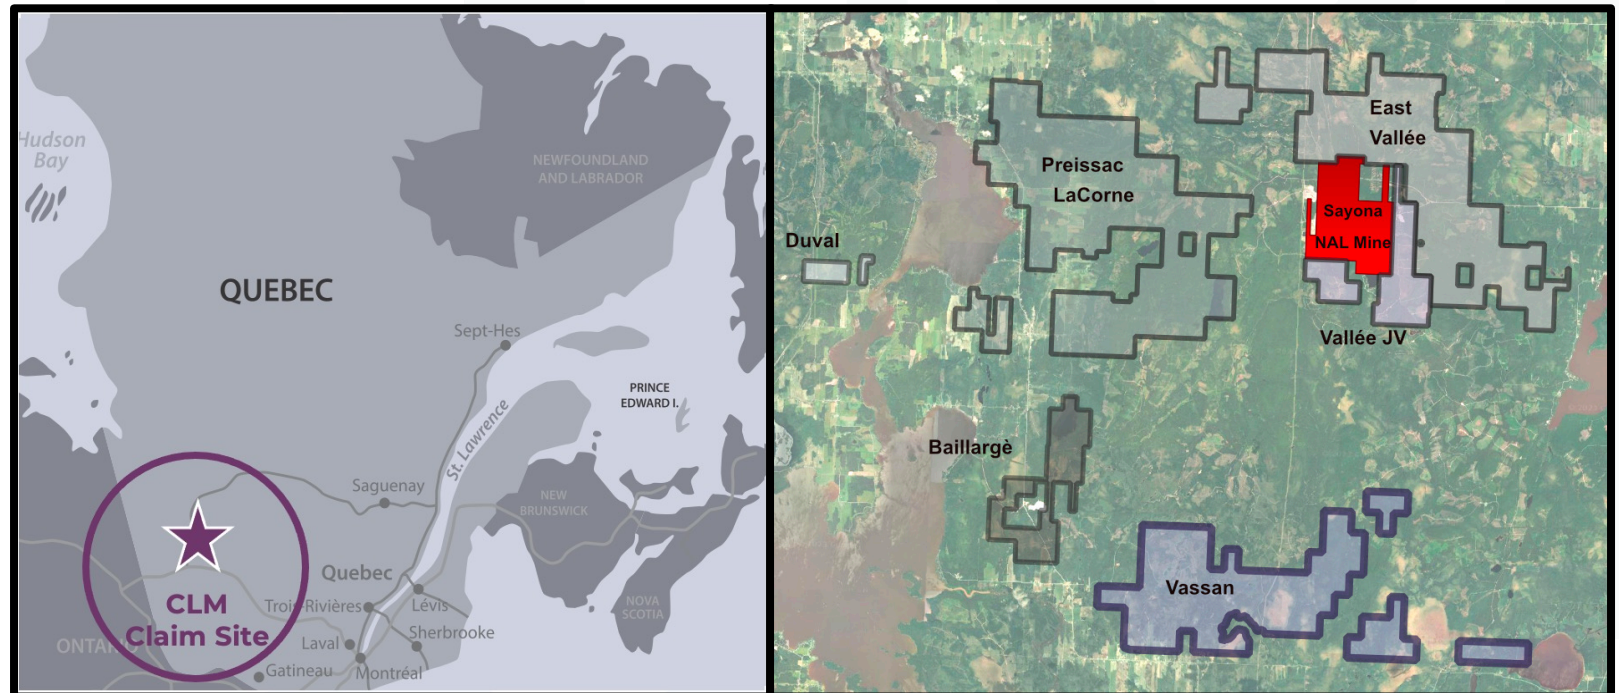 Hudson
Bay
NEWFOUNDLAND
AND LABRADOR
QUEBEC
Sept-Hes
PRINCE
EDWARD I.
St. Lawrence
Saguenay
NEW
BRUNSWICK
Quebec
Lévis
Trois-Rivières
NOVA
SCOTIA
CLM
Claim Site
Sherbrooke
Laval
Montréal
Gatineau
East
Vallée
Preissac
LaCorne
Sayona
NAL Mine
Duval
Vallée JV
Baillargè
Vassan